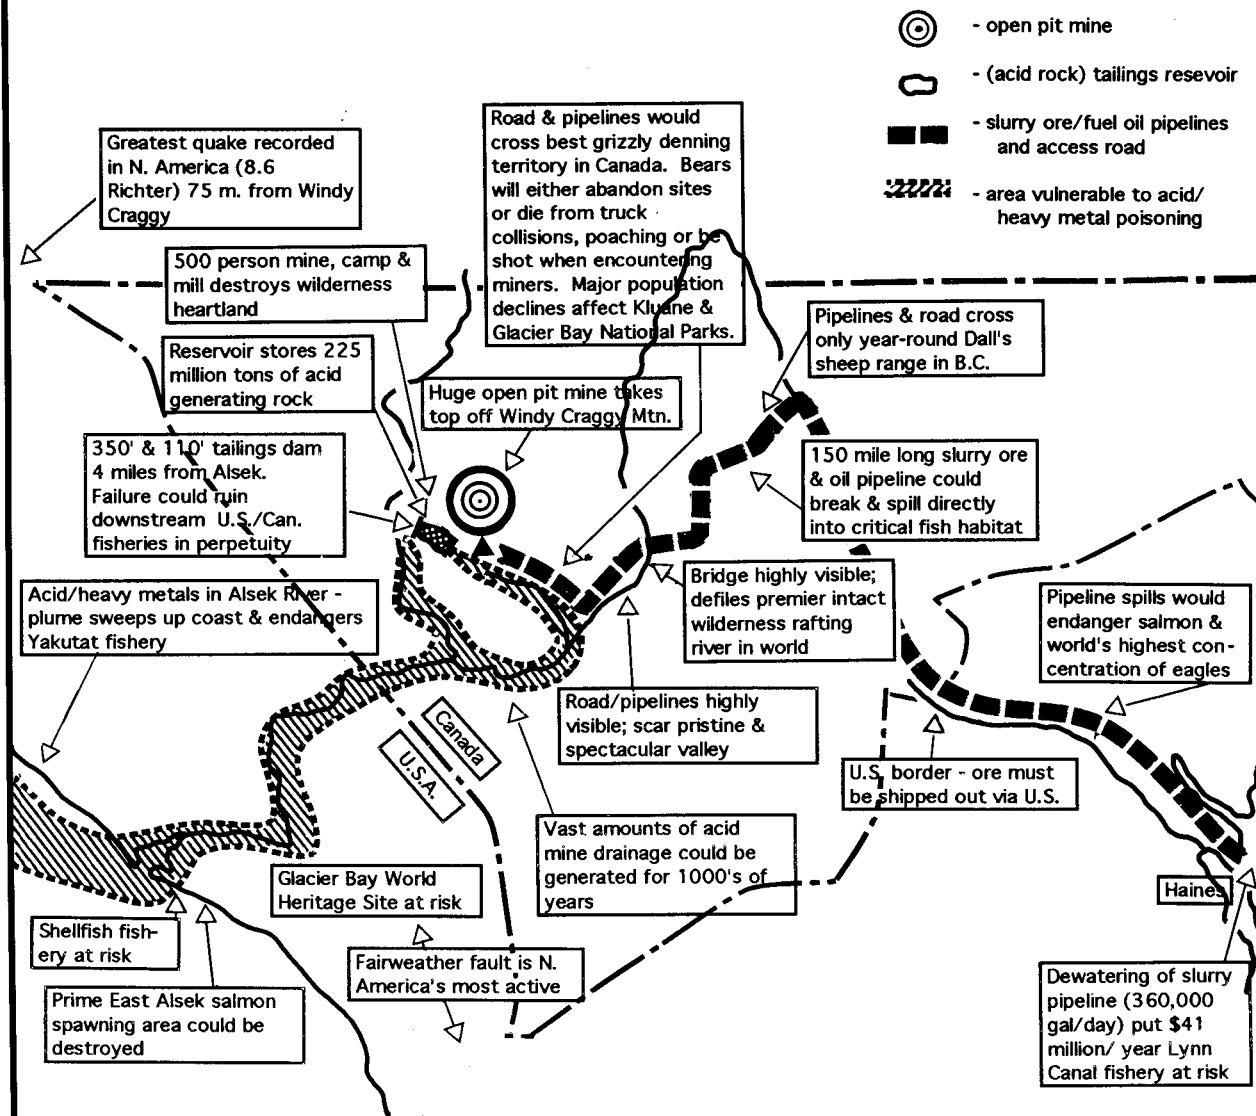 - open pit mine
- (acid rock) tailings resevoir
- slurry ore/fuel oil pipelines
and access road
- area vulnerable to acid/
heavy metal poisoning
Greatest quake recorded
in N. America (8.6
Richter) 75 m. from Windy
Craggy
Road & pipelines would
cross best grizzly denning
territory in Canada. Bears
will either abandon sites
or die from truck
collisions, poaching or be
shot when encountering
miners. Major population
declines affect Kluane &
Glacier Bay National Parks.
500 person mine, camp &
mill destroys wilderness
heartland
Pipelines & road cross
only year-round Dall's
sheep range in B.C.
Reservoir stores 225
million tons of acid
generating rock
Huge open pit mine takes
top off Windy Craggy Mtn.
350' & 110' tailings dam
4 miles from Alsek.
Failure could ruin
downstream U.S./Can.
fisheries in perpetuity
150 mile long slurry ore
& oil pipeline could
break & spill directly
into critical fish habitat
Acid/heavy metals in Alsek River -
plume sweeps up coast & endangers
Yakutat fishery
Bridge highly visible;
defiles premier intact
wilderness rafting
river in world
Pipeline spills would
endanger salmon &
world's highest con-
centration of eagles
Road/pipelines highly
visible; scar pristine &
spectacular valley
Canada
U.S.A.
U.S. border - ore must
be shipped out via U.S.
Vast amounts of acid
mine drainage could be
generated for 1000's of
years
Glacier Bay World
Heritage Site at risk
Haines
Shellfish fish-
ery at risk
Fairweather fault is N.
America's most active
Prime East Alsek salmon
spawning area could be
destroyed
Dewatering of slurry
pipeline (360,000
gal/day) put $41
million/ year Lynn
Canal fishery at risk